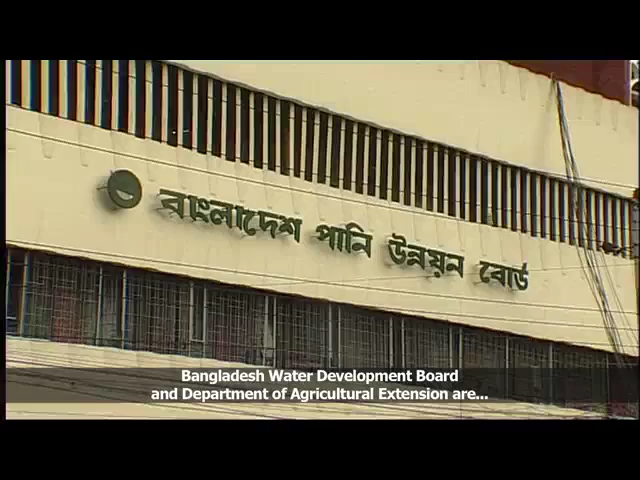 বাংলাদেশ পানি উন্নয়ন বোর্ড
Bangladesh Water Development Board
and Department of Agricultural Extension are...